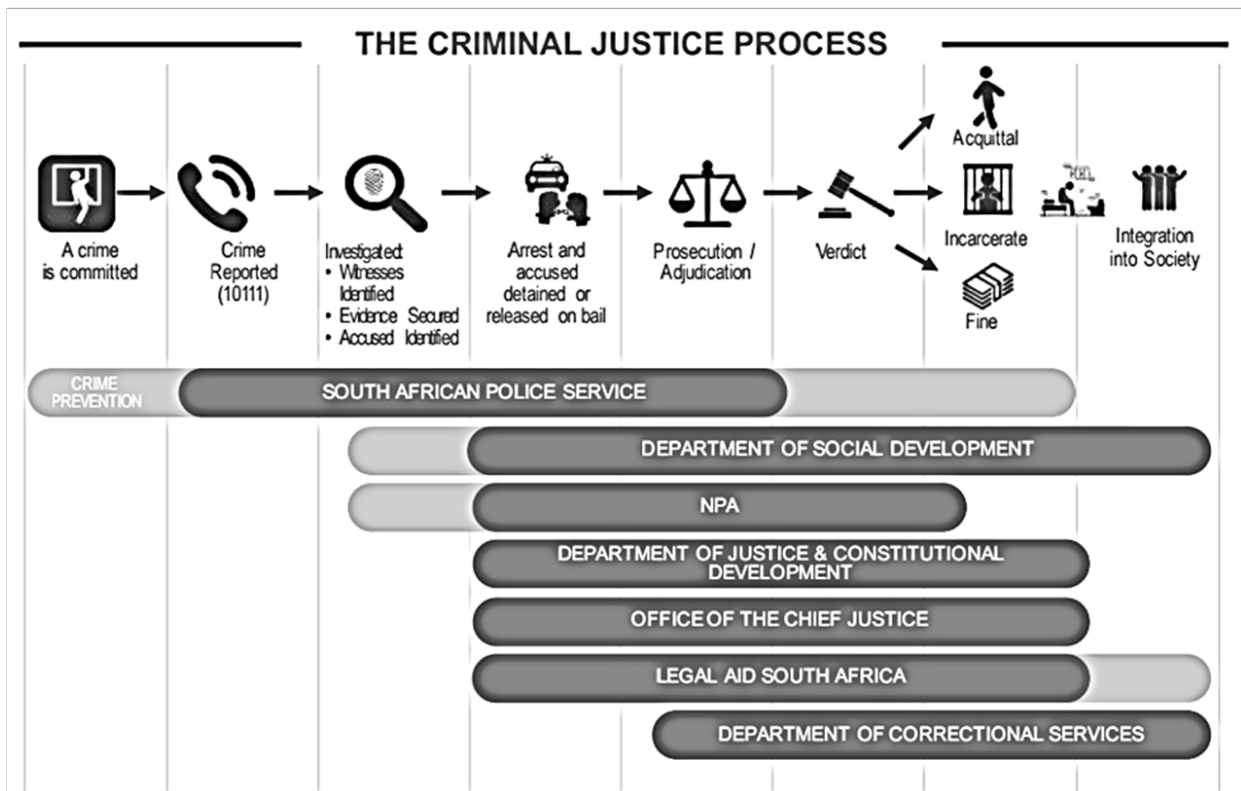 THE CRIMINAL JUSTICE PROCESS
A crime
is committed
Crime
Reported
(10111)
Investigated:
• Witnesses
Identified
• Evidence Secured
• Accused Identified
Arrest and
accused
detained or
released on bail
Prosecution /
Adjudication
Verdict
Acquittal
Incarcerate
Fine
Integration
into Society
CRIME
PREVENTION
SOUTH AFRICAN POLICE SERVICE
DEPARTMENT OF SOCIAL DEVELOPMENT
NPA
DEPARTMENT OF JUSTICE & CONSTITUTIONAL
DEVELOPMENT
OFFICE OF THE CHIEF JUSTICE
LEGAL AID SOUTH AFRICA
DEPARTMENT OF CORRECTIONAL SERVICES